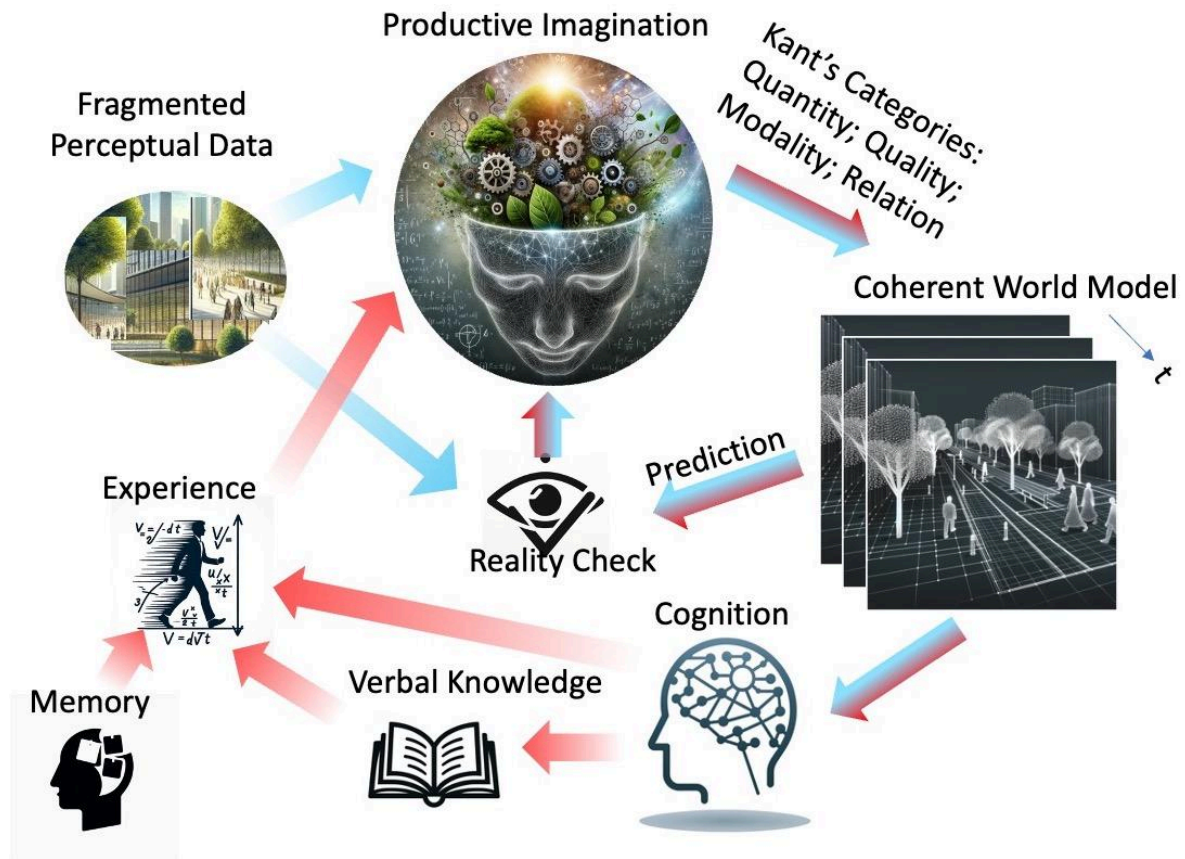 Productive Imagination
Kant's Categories:
Quantity; Quality;
Modality; Relation
Fragmented
Perceptual Data
Coherent World Model
t
Prediction
Experience
V = d√t
Reality Check
Cognition
Verbal Knowledge
Memory